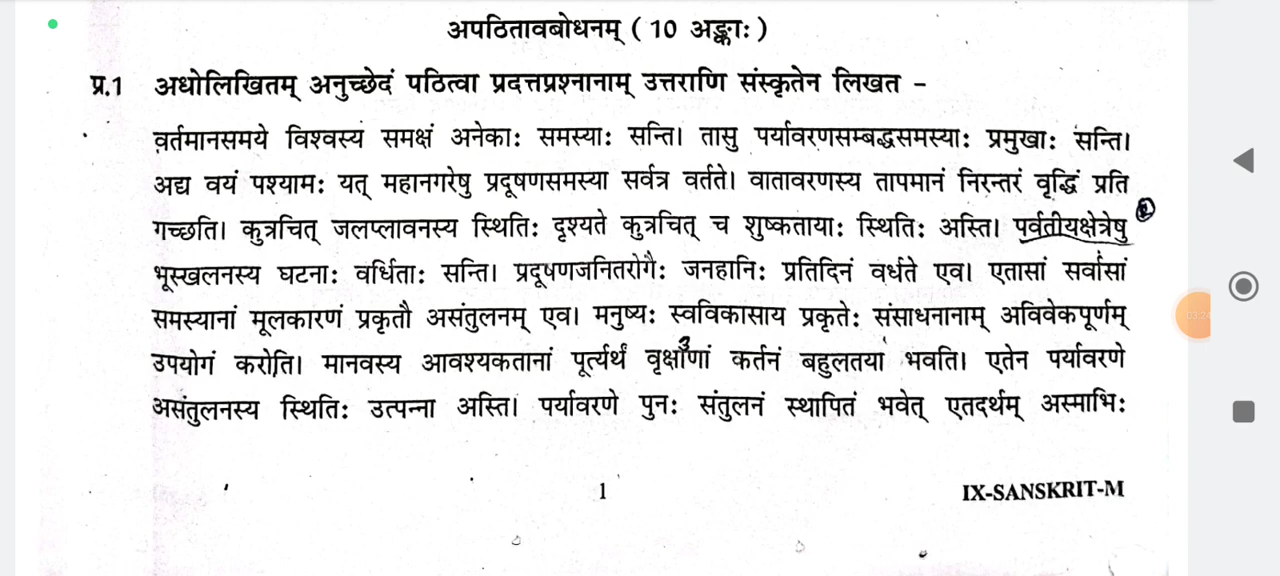 अपठितावबोधनम् ( 10 अङ्काः )
प्र.1 अधोलिखितम् अनुच्छेदं पठित्वा प्रदत्तप्रश्नानाम् उत्तराणि संस्कृतेन लिखत -
वर्तमानसमये विश्वस्य समक्षं अनेकाः समस्याः सन्ति। तासु पर्यावरणसम्बद्धसमस्याः प्रमुखाः सन्ति।
अद्य वयं पश्यामः यत् महानगरेषु प्रदूषणसमस्या सर्वत्र वर्तते। वातावरणस्य तापमानं निरन्तरं वृद्धिं प्रति
गच्छति। कुत्रचित् जलप्लावनस्य स्थितिः दृश्यते कुत्रचित् च शुष्कतायाः स्थितिः अस्ति। पर्वतीयक्षेत्रेषु
भूस्खलनस्य घटनाः वर्धिताः सन्ति। प्रदूषणजनितरोगैः जनहानिः प्रतिदिनं वर्धते एव। एतासां सर्वासां
समस्यानां मूलकारणं प्रकृतौ असंतुलनम् एव। मनुष्यः स्वविकासाय प्रकृतेः संसाधनानाम् अविवेकपूर्णम्
उपयोगं करोति। मानवस्य आवश्यकतानां पूर्त्यर्थं वृक्षाणां कर्तनं बहुलतया भवति। एतेन पर्यावरणे
असंतुलनस्य स्थितिः उत्पन्ना अस्ति। पर्यावरणे पुनः संतुलनं स्थापितं भवेत् एतदर्थम् अस्माभिः
1 IX-SANSKRIT-M
03:24